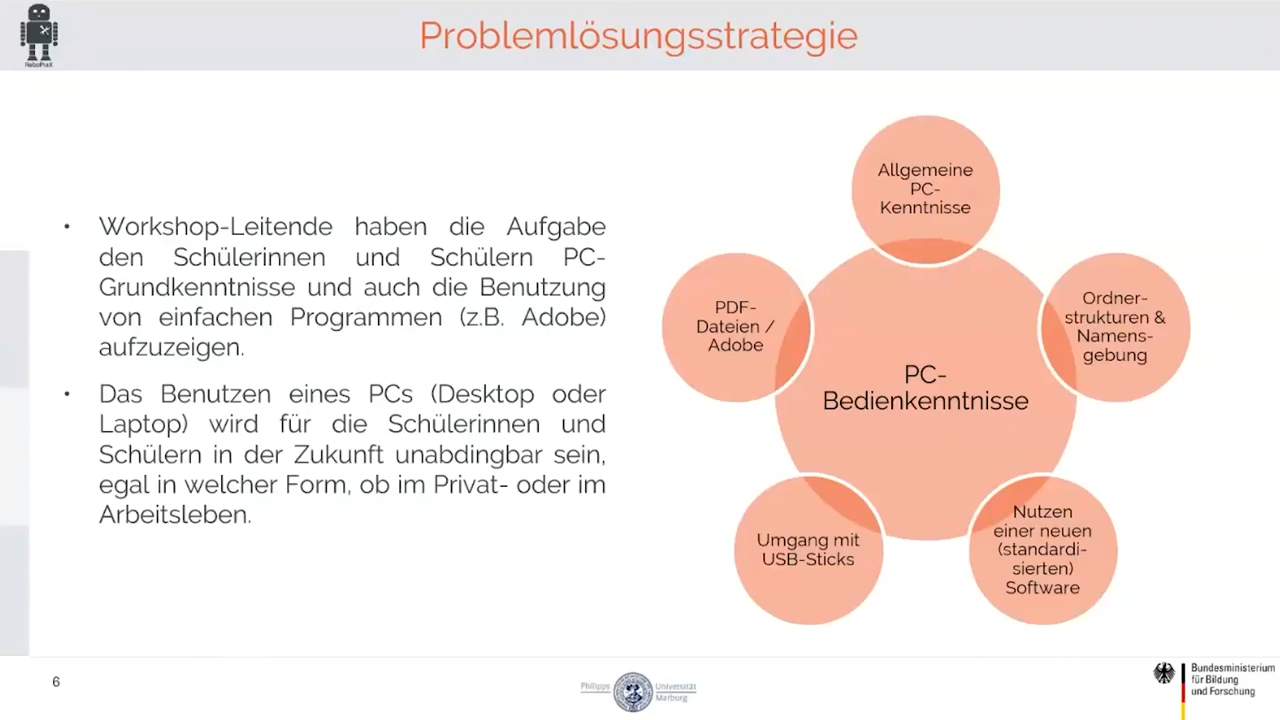 RoboPraX
Problemlösungsstrategie
• Workshop-Leitende haben die Aufgabe
den Schülerinnen und Schülern PC-
Grundkenntnisse und auch die Benutzung
von einfachen Programmen (z.B. Adobe)
aufzuzeigen.
• Das Benutzen eines PCs (Desktop oder
Laptop) wird für die Schülerinnen und
Schülern in der Zukunft unabdingbar sein,
egal in welcher Form, ob im Privat- oder im
Arbeitsleben.
Allgemeine
PC-
Kenntnisse
PDF-
Dateien /
Adobe
Ordner-
strukturen &
Namens-
gebung
PC-
Bedienkenntnisse
Umgang mit
USB-Sticks
Nutzen
einer neuen
(standardi-
sierten)
Software
6
Philipps Universität
Marburg
Bundesministerium
für Bildung
und Forschung